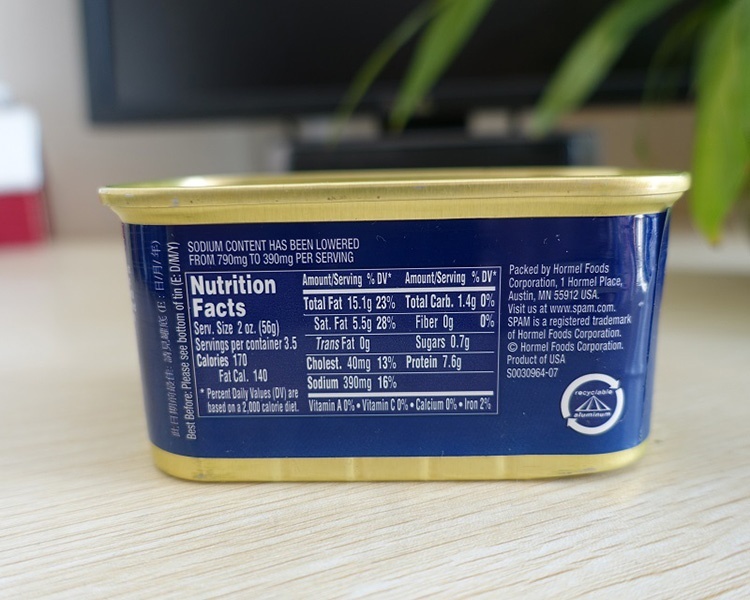 SODIUM CONTENT HAS BEEN LOWERED
FROM 790mg TO 390mg PER SERVING
Nutrition
Facts
Serv. Size 2 oz. (56g)
Servings per container 3.5
Calories 170
Fat Cal. 140
* Percent Daily Values (DV) are
based on a 2,000 calorie diet.
Amount/Serving % DV* Amount/Serving % DV*
Total Fat 15.1g 23% Total Carb. 1.4g 0%
Sat. Fat 5.5g 28% Fiber 0g 0%
Trans Fat 0g Sugars 0.7g
Cholest. 40mg 13% Protein 7.6g
Sodium 390mg 16%
Vitamin A 0% • Vitamin C 0% • Calcium 0% • Iron 2%
Packed by Hormel Foods
Corporation, 1 Hormel Place,
Austin, MN 55912 USA.
Visit us at www.spam.com.
SPAM is a registered trademark
of Hormel Foods Corporation.
© Hormel Foods Corporation.
Product of USA
S0030964-07
recyclable
aluminum
Best Before: Please see bottom of tin (E: D/M/Y)